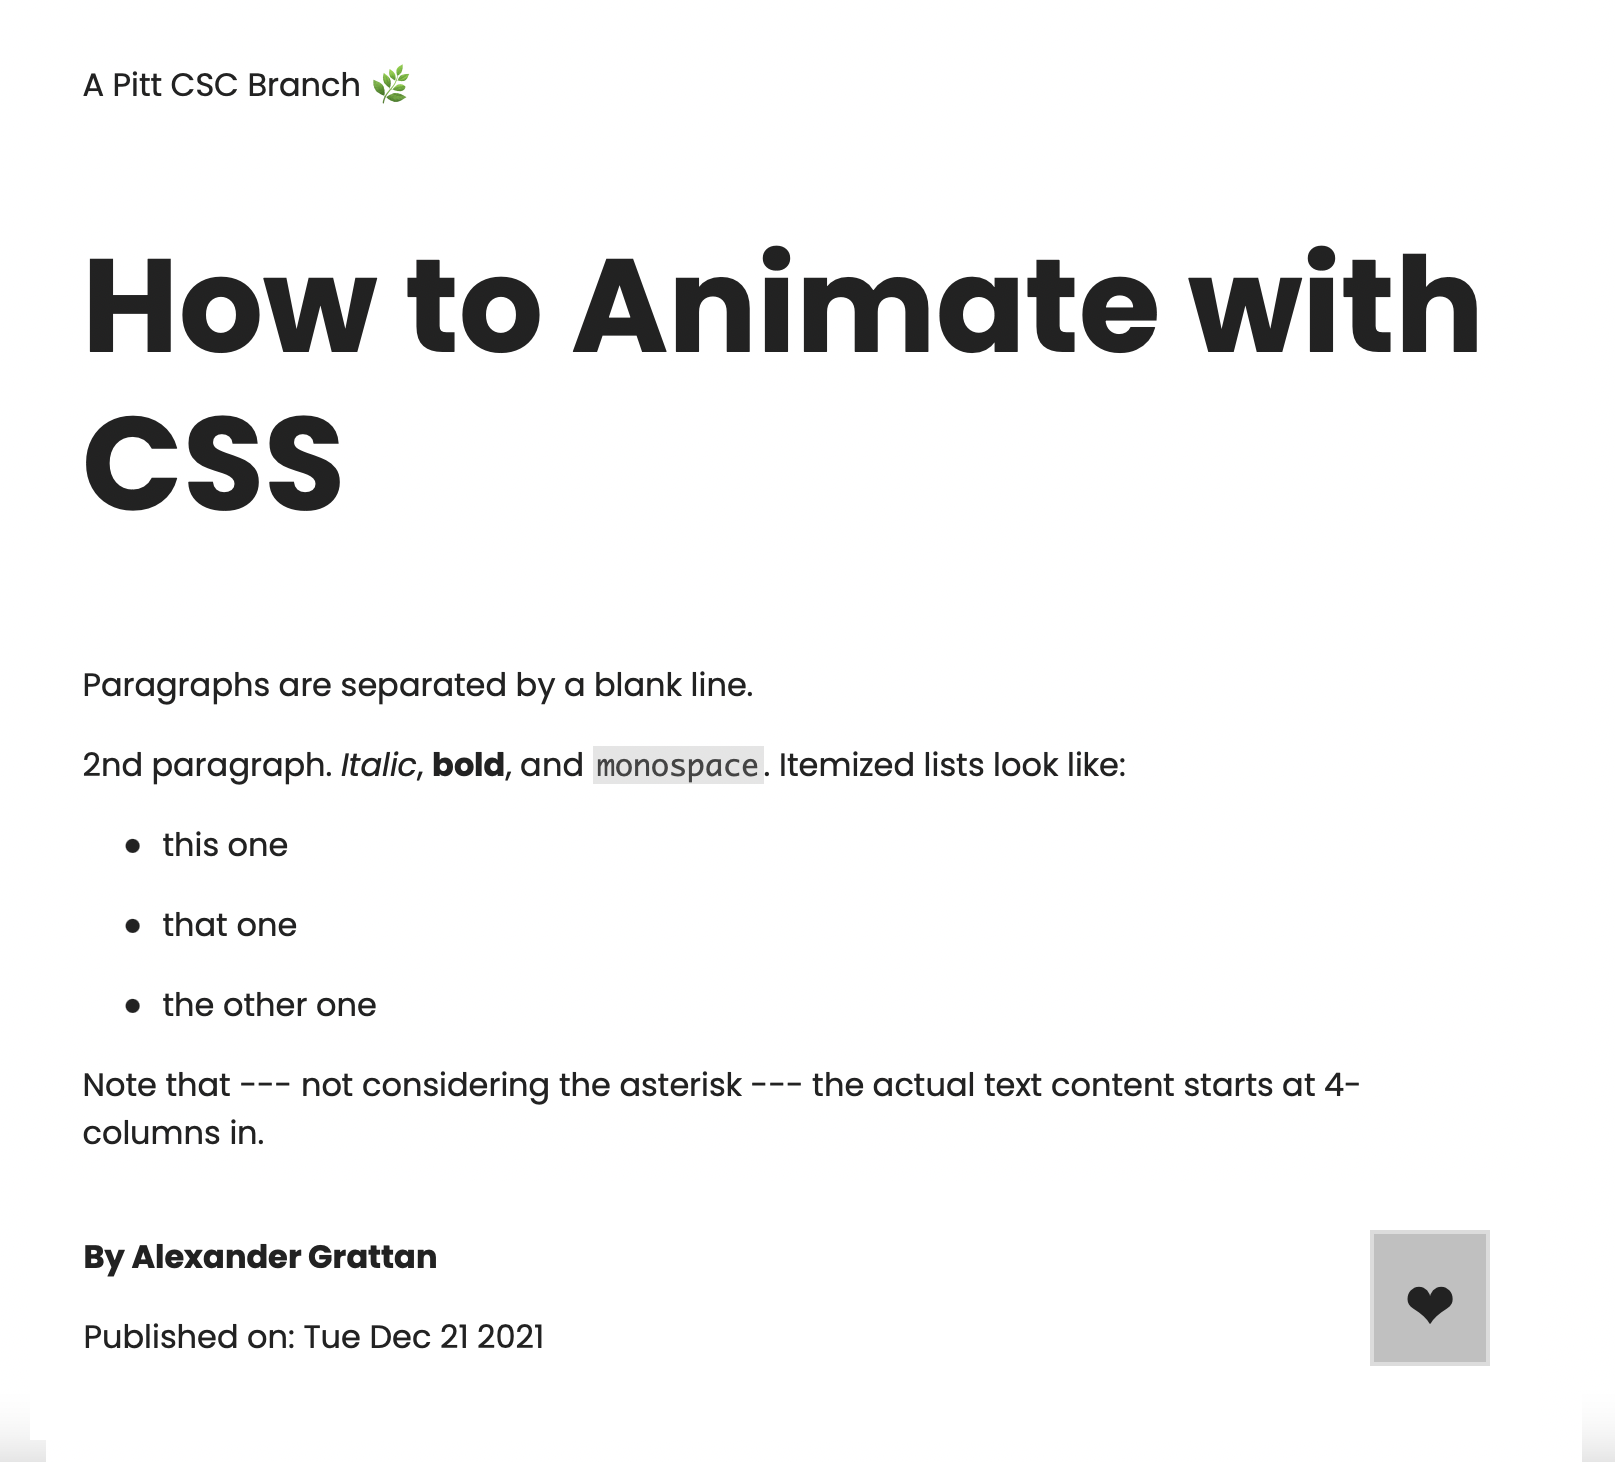 A Pitt CSC Branch 🌿
How to Animate with
CSS
Paragraphs are separated by a blank line.
2nd paragraph. Italic, bold, and monospace. Itemized lists look like:
• this one
• that one
• the other one
Note that --- not considering the asterisk --- the actual text content starts at 4-
columns in.
By Alexander Grattan
Published on: Tue Dec 21 2021
❤